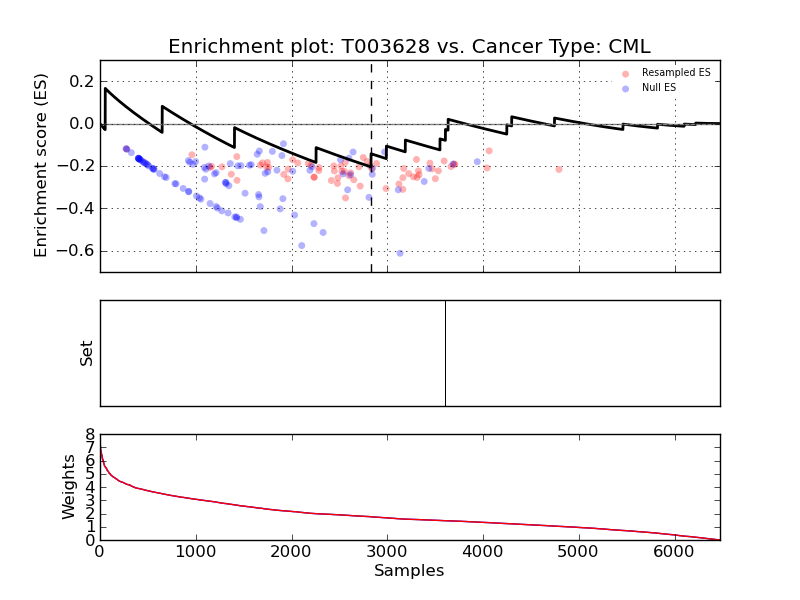 Enrichment plot: T003628 vs. Cancer Type: CML
Enrichment score (ES)
0.2
0.0
−0.2
−0.4
−0.6
Resampled ES
Null ES
Set
Weights
8
7
6
5
4
3
2
1
0
0 1000 2000 3000 4000 5000 6000
Samples